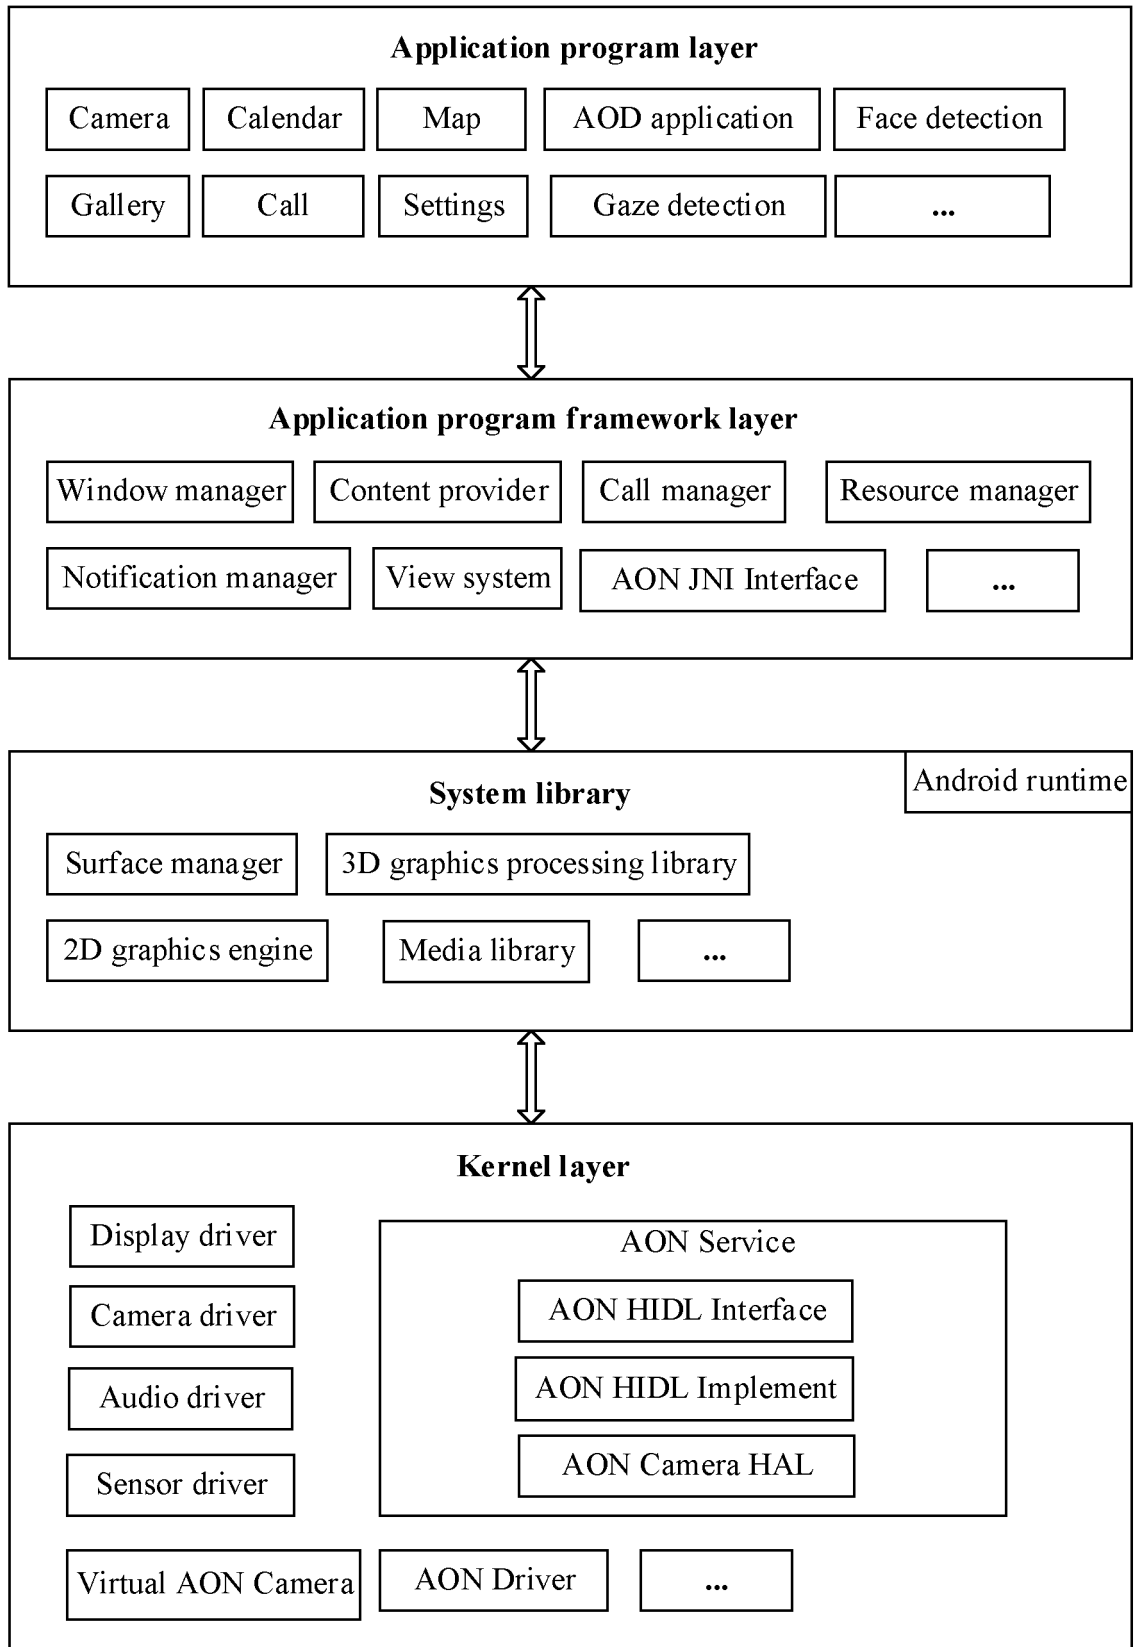 Application program layer
Camera
Calendar
Map
AOD application
Face detection
Gallery
Call
Settings
Gaze detection
...
Application program framework layer
Window manager
Content provider
Call manager
Resource manager
Notification manager
View system
AON JNI Interface
...
System library
Android runtime
Surface manager
3D graphics processing library
2D graphics engine
Media library
...
Kernel layer
Display driver
Camera driver
Audio driver
Sensor driver
AON Service
AON HIDL Interface
AON HIDL Implement
AON Camera HAL
Virtual AON Camera
AON Driver
...